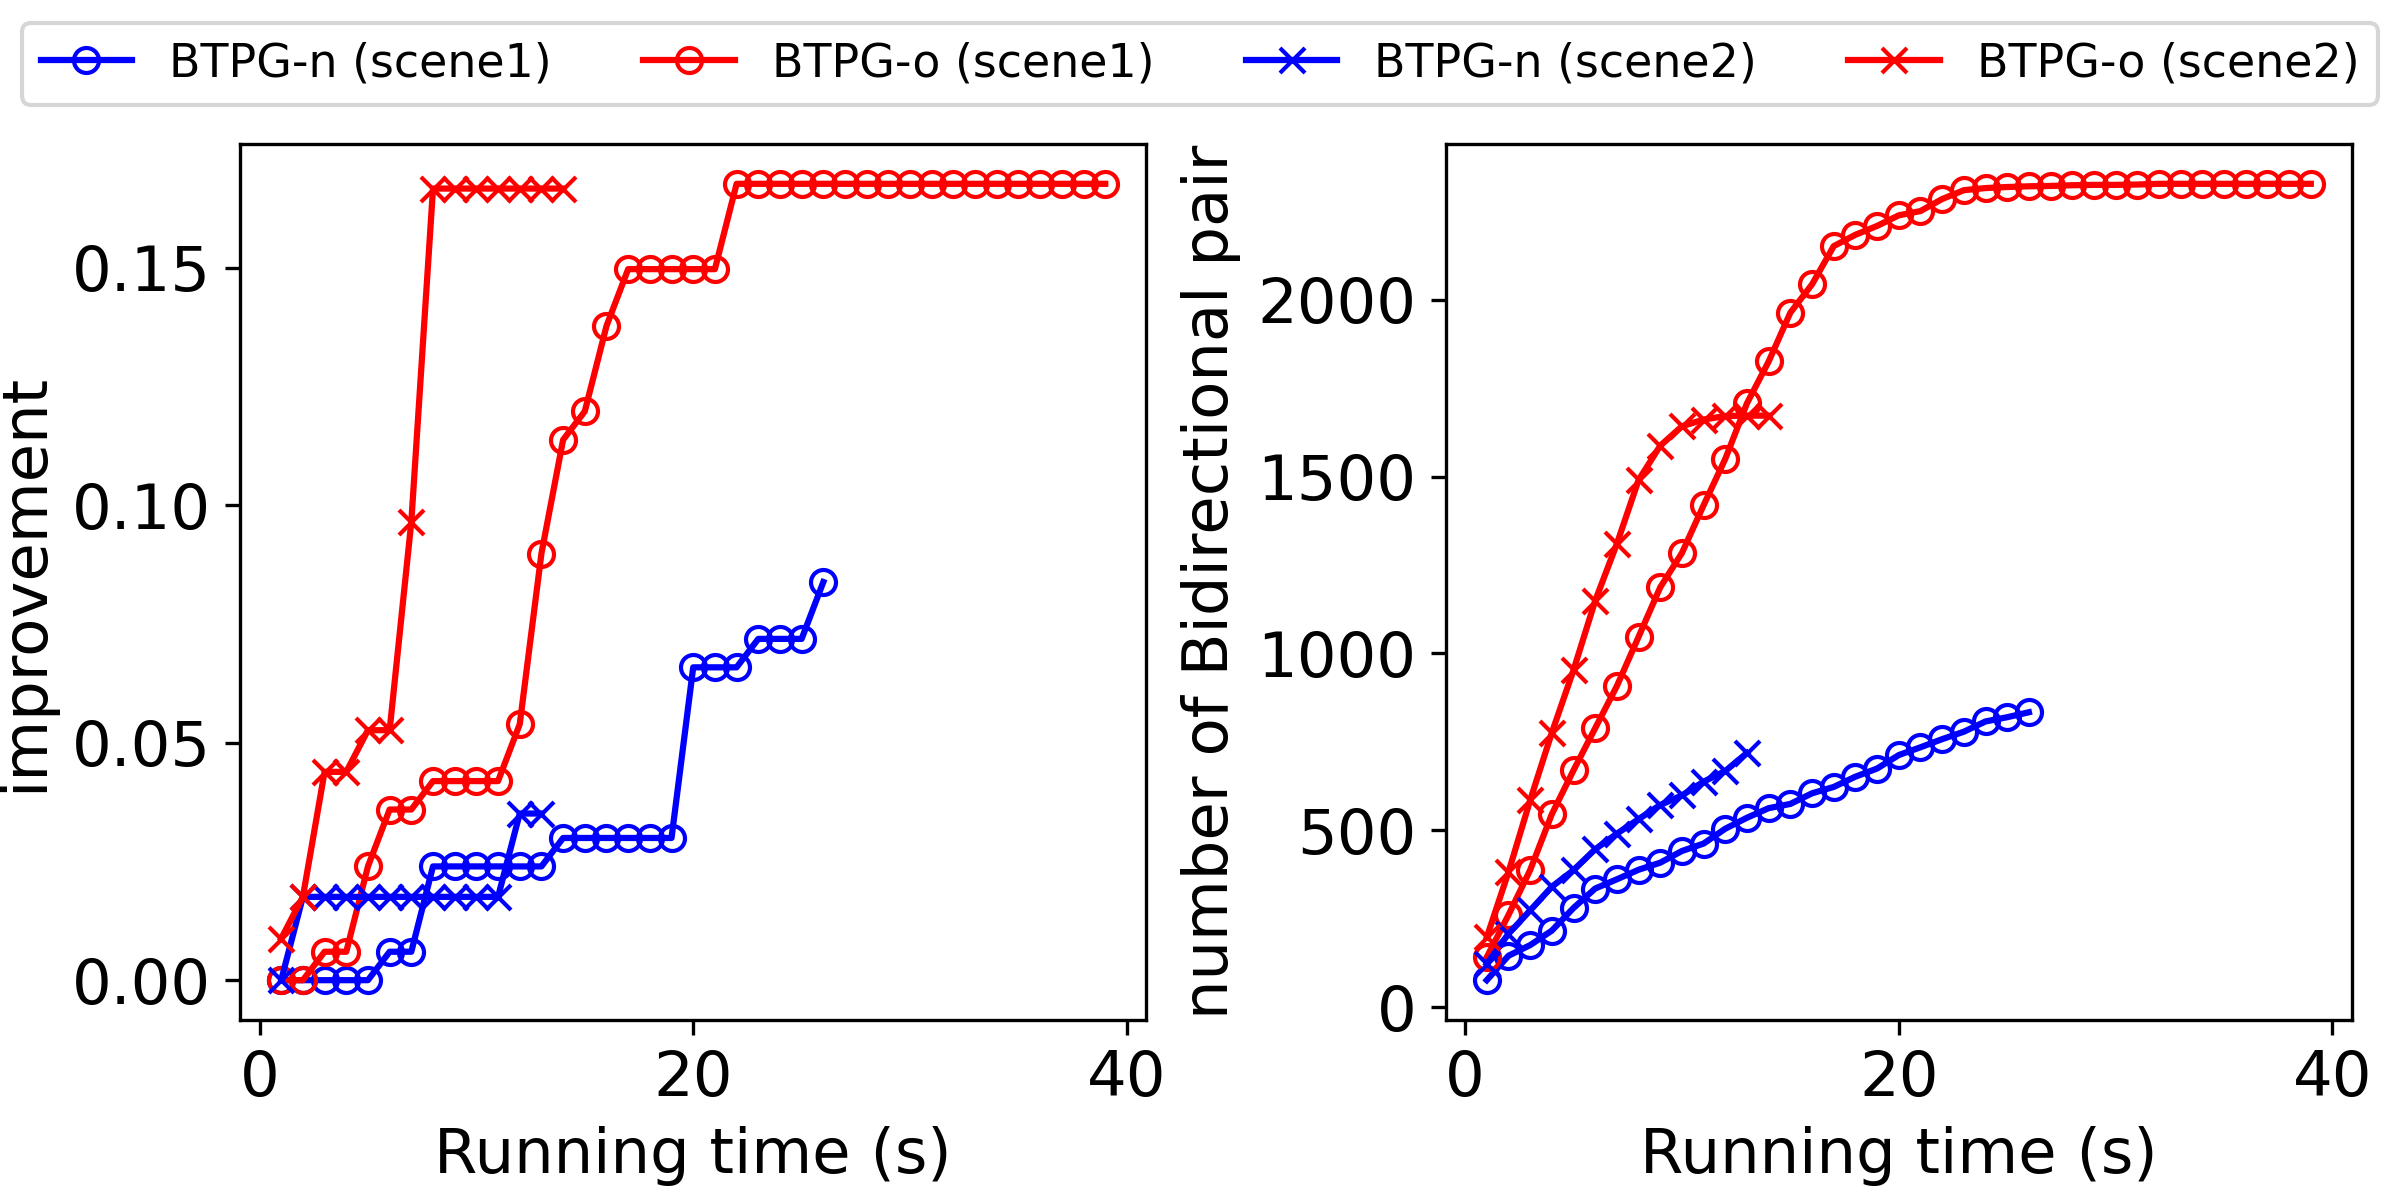 BTPG-n (scene1) BTPG-o (scene1) BTPG-n (scene2) BTPG-o (scene2)
improvement
0.15
0.10
0.05
0.00
0 20 40
Running time (s)
number of Bidirectional pair
2000
1500
1000
500
0
0 20 40
Running time (s)